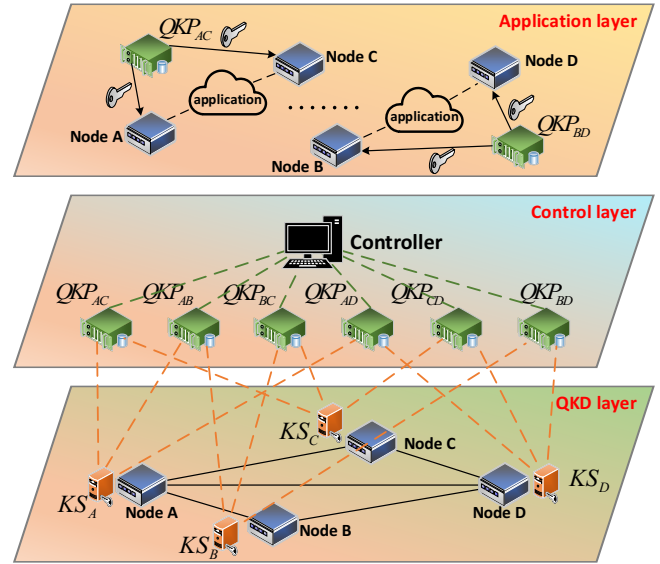 Application layer
QKP_AC
Node C
Node D
application
. . . . . . .
application
Node A
Node B
QKP_BD
Control layer
Controller
QKP_AC
QKP_AB
QKP_BC
QKP_AD
QKP_CD
QKP_BD
QKD layer
KS_C
Node C
KS_A
Node A
Node D
KS_D
KS_B
Node B